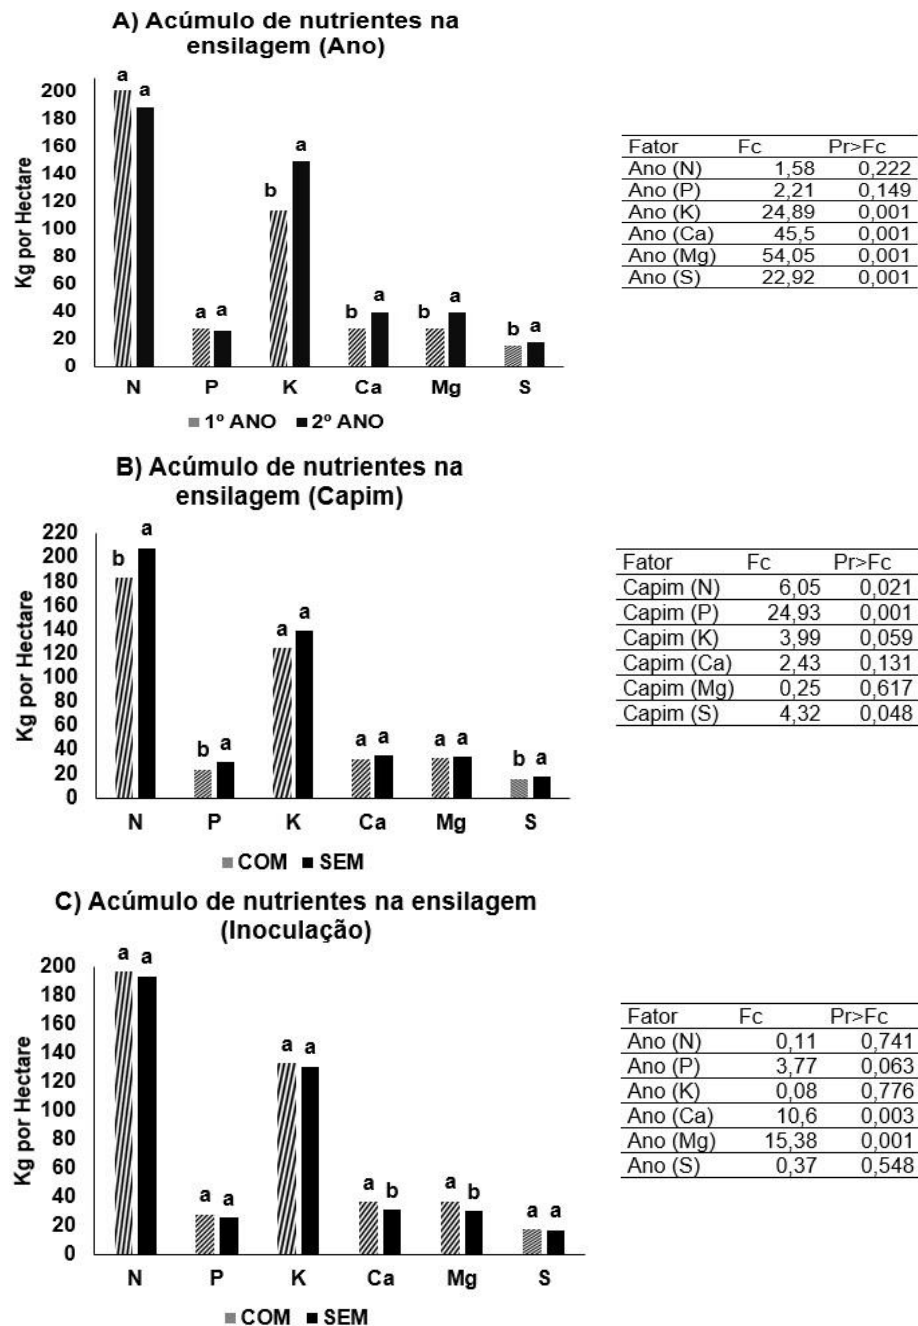 A) Acúmulo de nutrientes na
ensilagem (Ano)
Kg por Hectare
200
180
160
140
120
100
80
60
40
20
0
a a
a a
b a
b a
b a
b a
N P K Ca Mg S
1º ANO 2º ANO
Fator Fc Pr>Fc
Ano (N) 1,58 0,222
Ano (P) 2,21 0,149
Ano (K) 24,89 0,001
Ano (Ca) 45,5 0,001
Ano (Mg) 54,05 0,001
Ano (S) 22,92 0,001
B) Acúmulo de nutrientes na
ensilagem (Capim)
Kg por Hectare
220
200
180
160
140
120
100
80
60
40
20
0
b a
b a
a a
a a
a a
b a
N P K Ca Mg S
COM SEM
Fator Fc Pr>Fc
Capim (N) 6,05 0,021
Capim (P) 24,93 0,001
Capim (K) 3,99 0,059
Capim (Ca) 2,43 0,131
Capim (Mg) 0,25 0,617
Capim (S) 4,32 0,048
C) Acúmulo de nutrientes na ensilagem
(Inoculação)
Kg por Hectare
200
180
160
140
120
100
80
60
40
20
0
a a
a a
a a
a b
a b
a a
N P K Ca Mg S
COM SEM
Fator Fc Pr>Fc
Ano (N) 0,11 0,741
Ano (P) 3,77 0,063
Ano (K) 0,08 0,776
Ano (Ca) 10,6 0,003
Ano (Mg) 15,38 0,001
Ano (S) 0,37 0,548